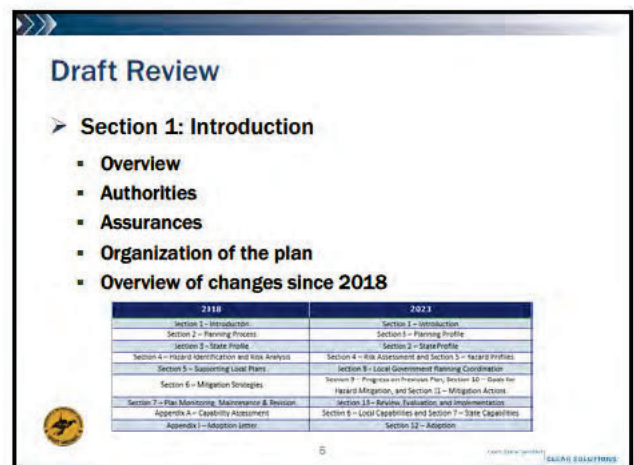 Draft Review
➢ Section 1: Introduction
▪ Overview
▪ Authorities
▪ Assurances
▪ Organization of the plan
▪ Overview of changes since 2018
2018 2023
Section 1 – Introduction Section 1 – Introduction
Section 2 – Planning Process Section 3 – Planning Profile
Section 3 – State Profile Section 2 – State Profile
Section 4 – Hazard Identification and Risk Analysis Section 4 – Risk Assessment and Section 5 – Hazard Profiles
Section 5 – Supporting Local Plans Section 8 – Local Government Planning Coordination
Section 6 – Mitigation Strategies Section 9 – Progress on Previous Plan, Section 10 – Goals for
Hazard Mitigation, and Section 11 – Mitigation Actions
Section 7 – Plan Monitoring, Maintenance & Revision Section 13 – Review, Evaluation, and Implementation
Appendix A – Capability Assessment Section 6 – Local Capabilities and Section 7 – State Capabilities
Appendix I – Adoption Letter Section 12 – Adoption
6
CLEAR SOLUTIONS